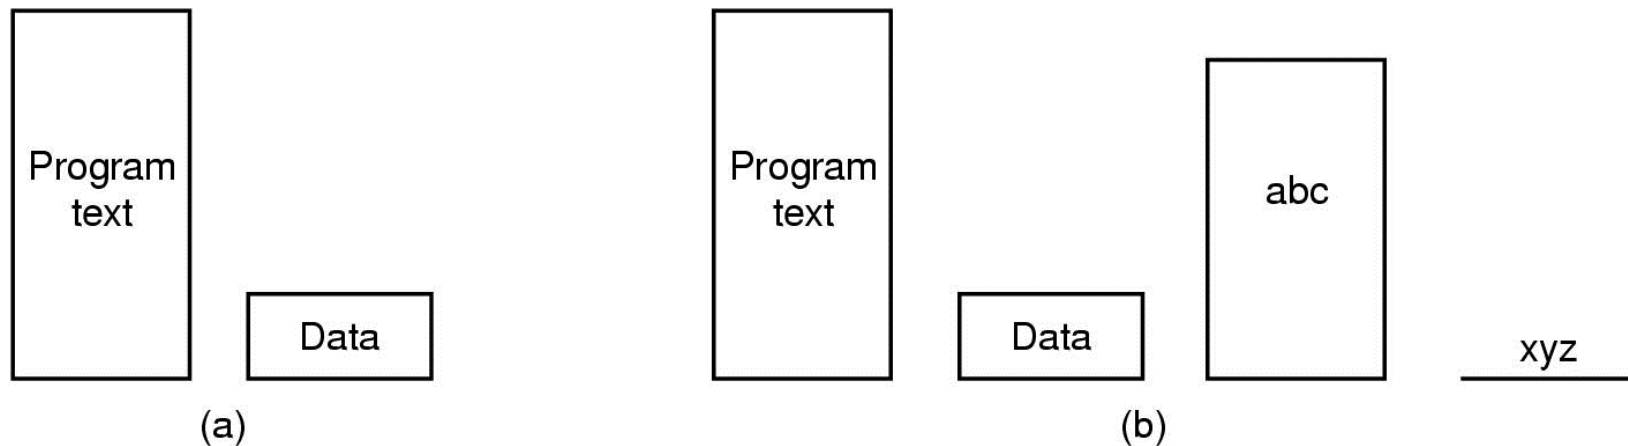 Program
text
Data
(a)
Program
text
Data
abc
xyz
(b)